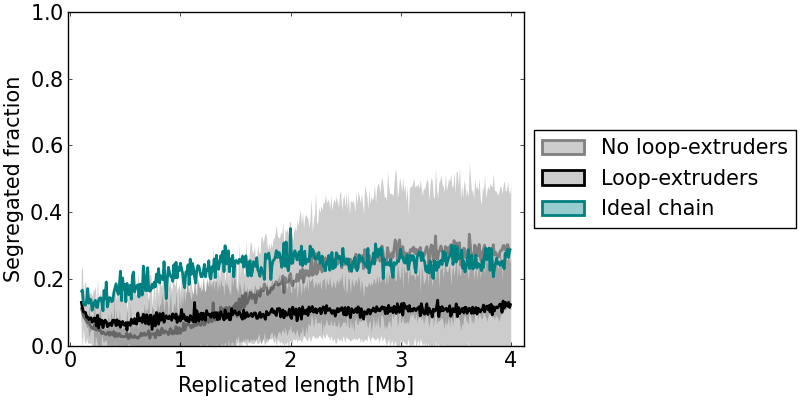 1.0
0.8
0.6
0.4
0.2
0.0
Segregated fraction
0 1 2 3 4
Replicated length [Mb]
No loop-extruders
Loop-extruders
Ideal chain